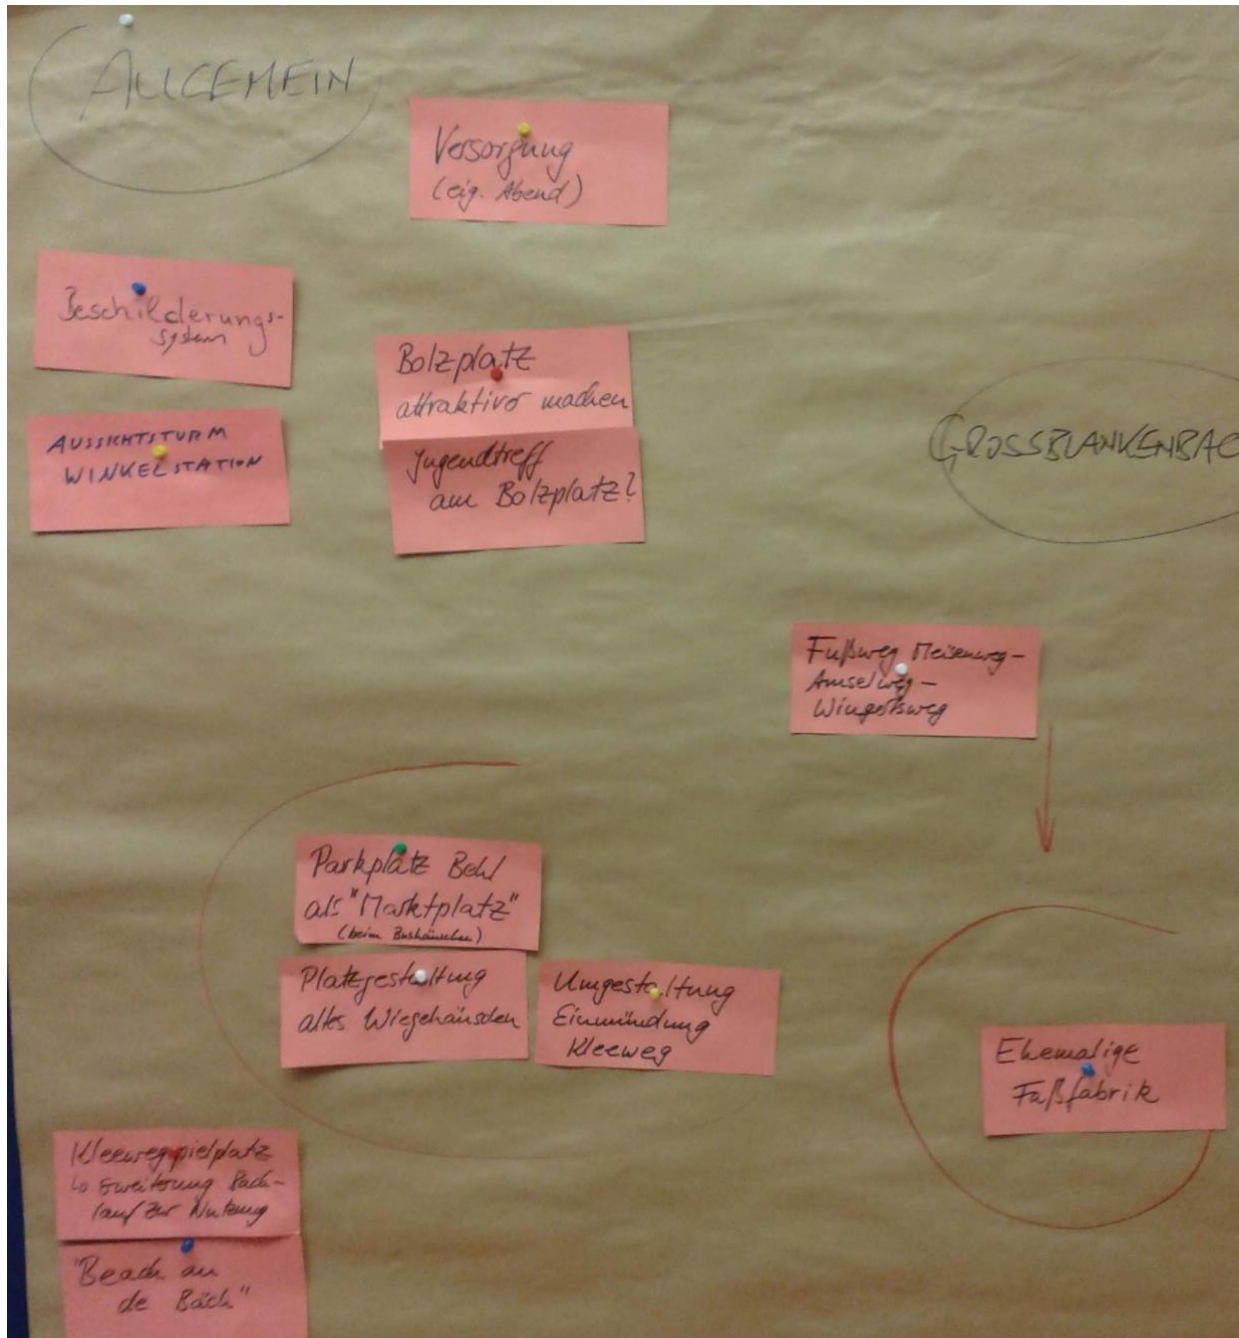 ALLGEMEIN
Versorgung
(eig. Abend)
Beschilderungs-
system
AUSSICHTSTURM
WINKELSTATION
Bolzplatz
attraktiver machen
Jugendtreff
am Bolzplatz?
GROSSBLANKENBAC
Fußweg Meisenweg-
Amselweg-
Wingertsweg
Parkplatz Behl
als "Marktplatz"
(beim Bushäuschen)
Platzgestaltung
altes Wiegehäuschen
Umgestaltung
Einmündung
Kleeweg
Ehemalige
Faßfabrik
Kleewegspielplatz
↳ Erweiterung Bach-
lauf zur Nutzung
"Beach an
de Bäch"